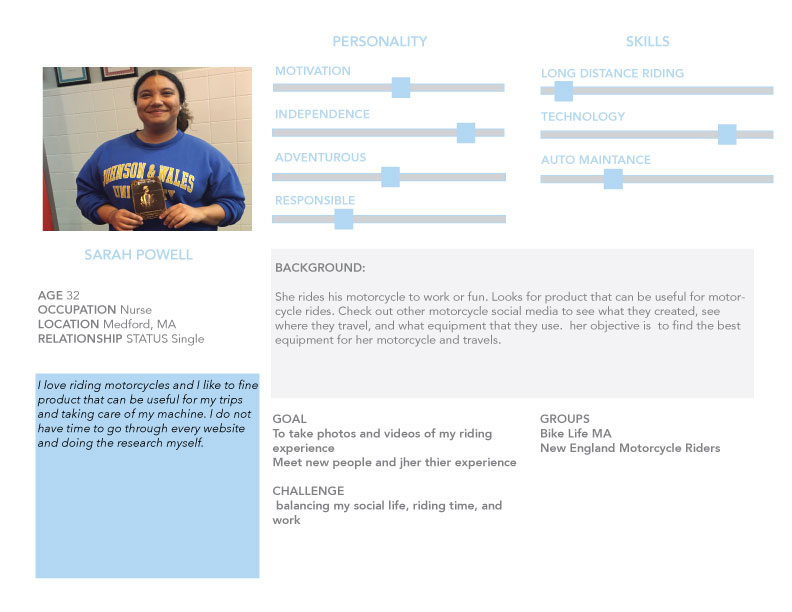 PERSONALITY
SKILLS
MOTIVATION
INDEPENDENCE
ADVENTUROUS
RESPONSIBLE
LONG DISTANCE RIDING
TECHNOLOGY
AUTO MAINTANCE
JOHNSON & WALES
SARAH POWELL
AGE 32
OCCUPATION Nurse
LOCATION Medford, MA
RELATIONSHIP STATUS Single
I love riding motorcycles and I like to fine
product that can be useful for my trips
and taking care of my machine. I do not
have time to go through every website
and doing the research myself.
BACKGROUND:
She rides his motorcycle to work or fun. Looks for product that can be useful for motor-
cycle rides. Check out other motorcycle social media to see what they created, see
where they travel, and what equipment that they use.  her objective is  to find the best
equipment for her motorcycle and travels.
GOAL
To take photos and videos of my riding
experience
Meet new people and jher thier experience
CHALLENGE
balancing my social life, riding time, and
work
GROUPS
Bike Life MA
New England Motorcycle Riders